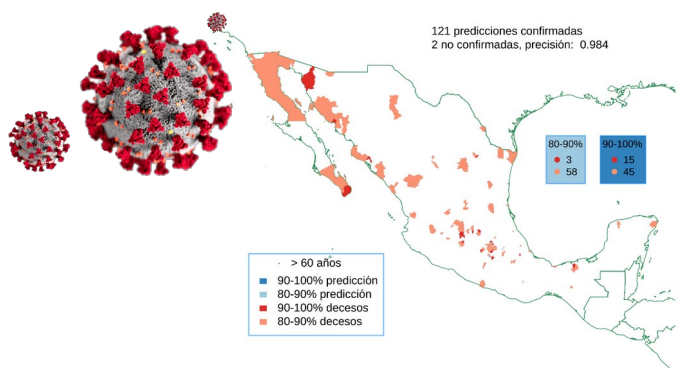 121 predicciones confirmadas
2 no confirmadas, precisión: 0.984
80-90%
3
58
90-100%
15
45
> 60 años
90-100% predicción
80-90% predicción
90-100% decesos
80-90% decesos